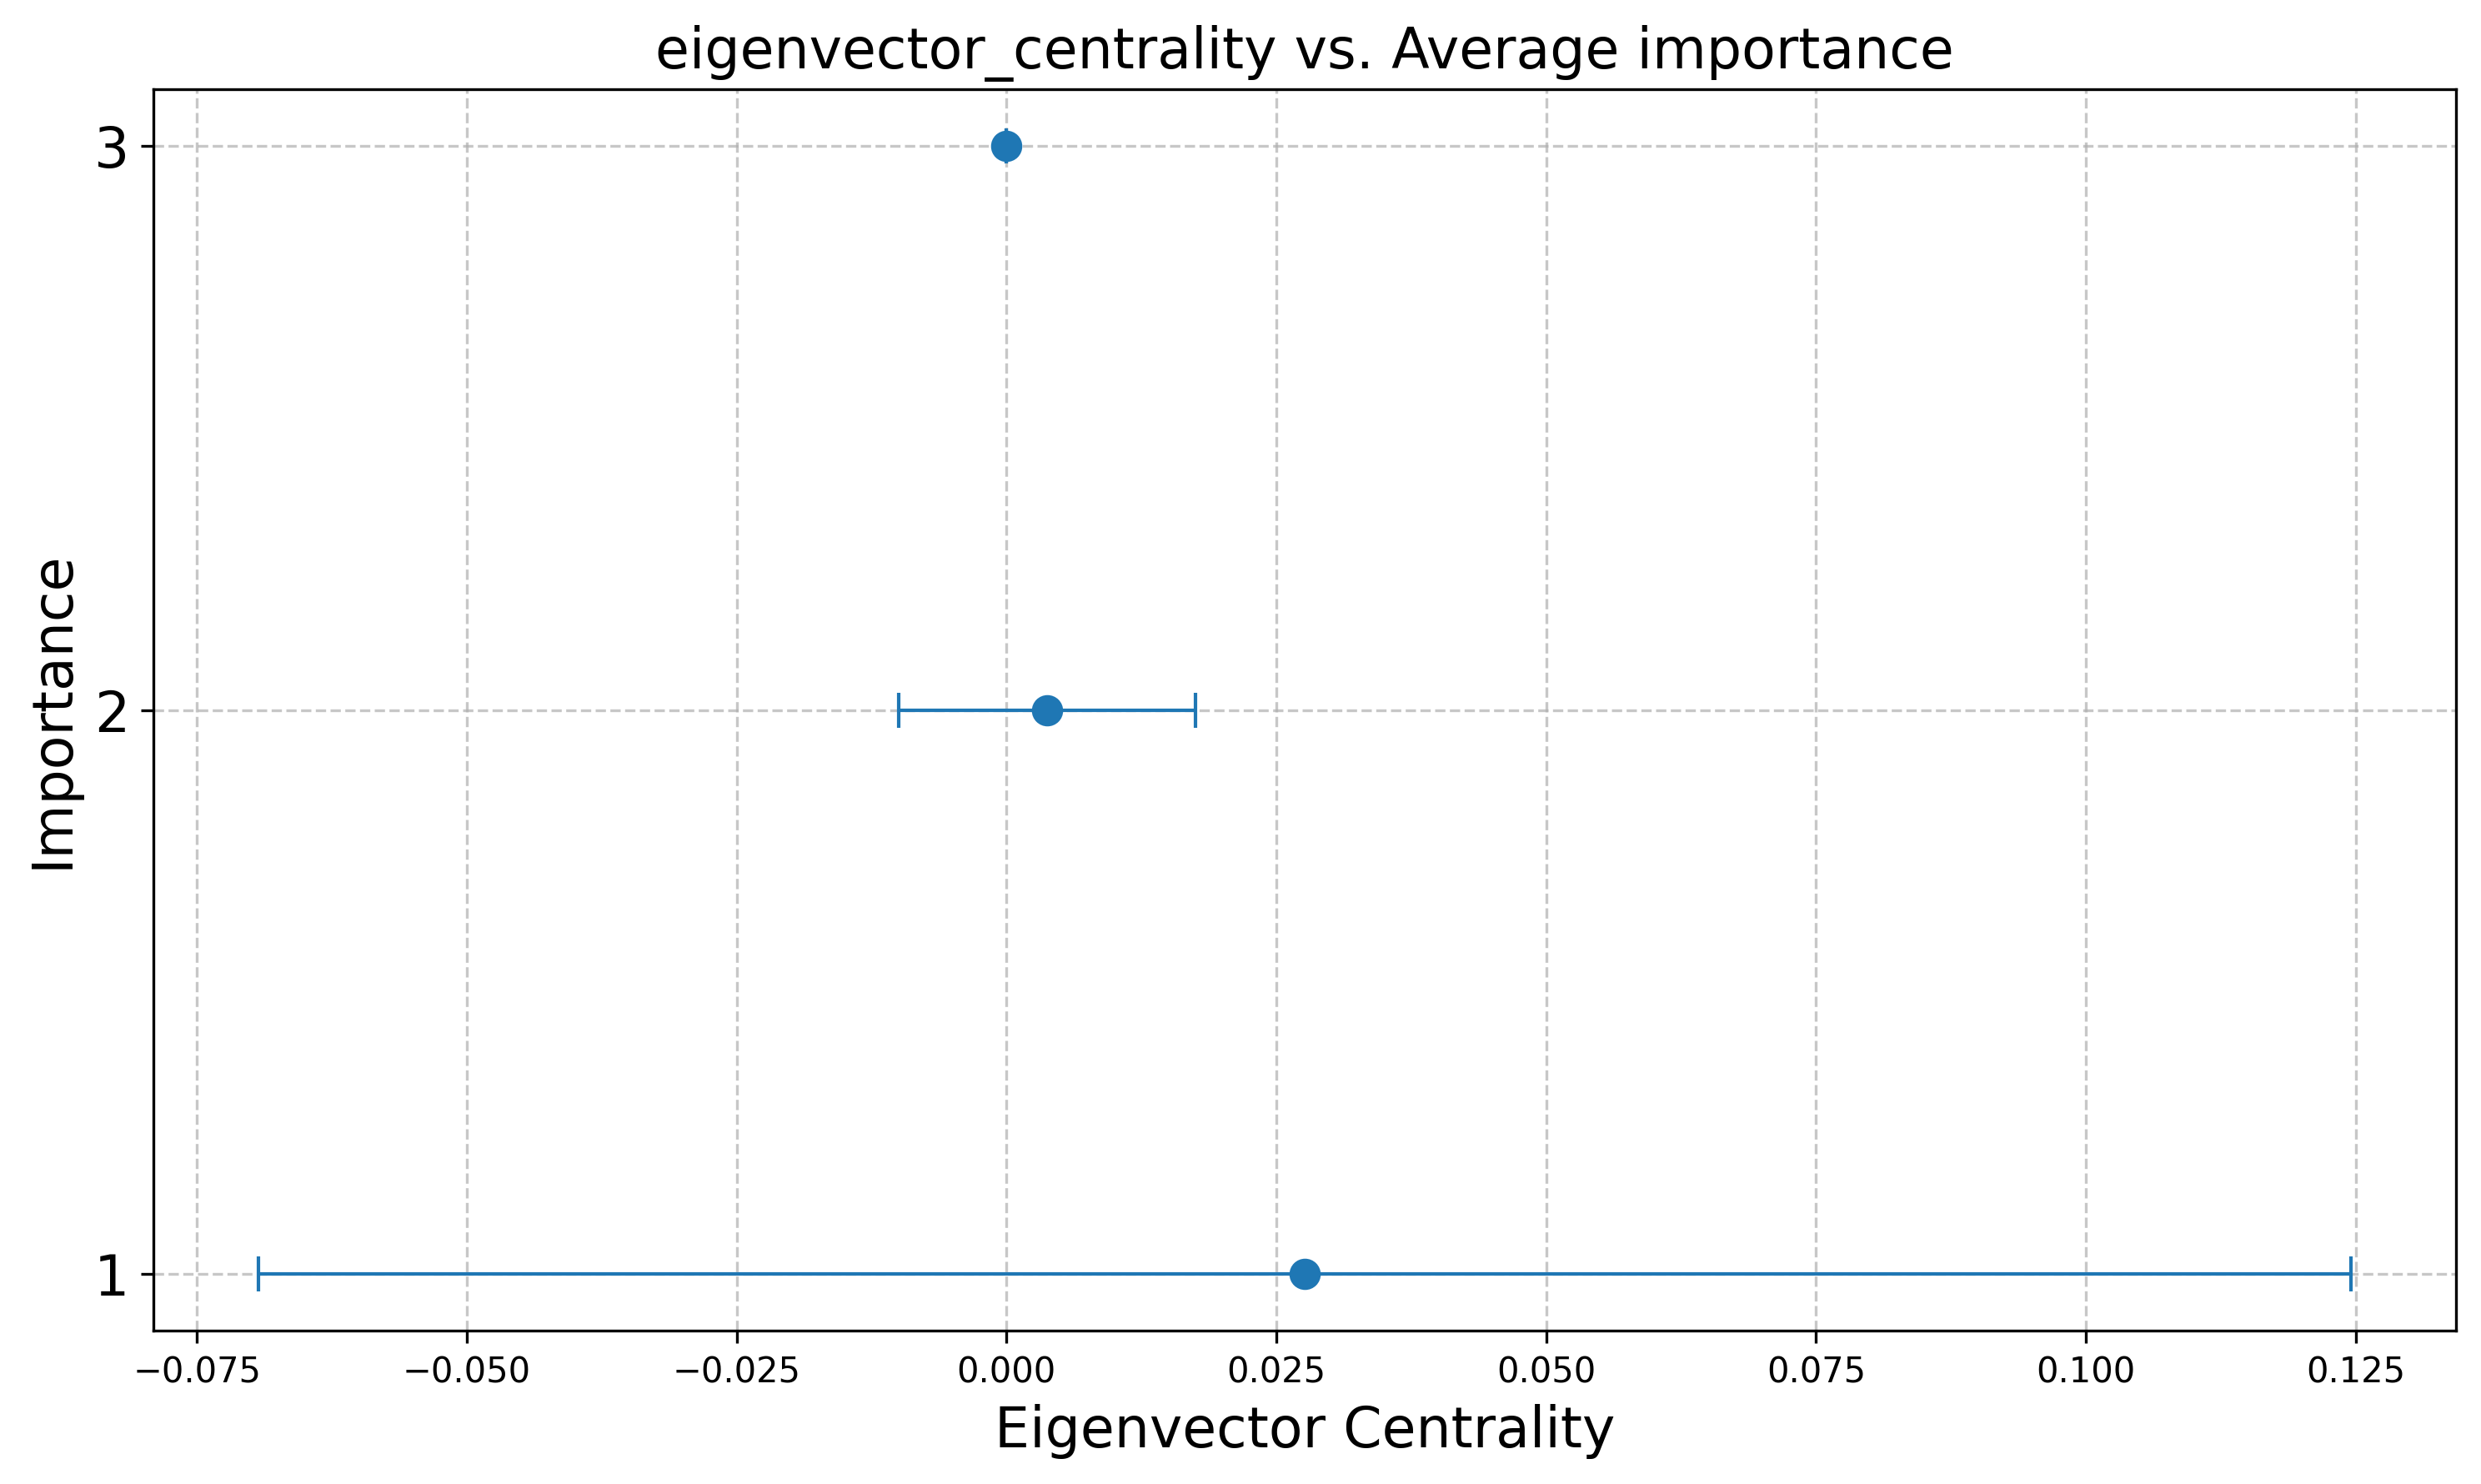 eigenvector_centrality vs. Average importance
3
2
1
Importance
−0.075 −0.050 −0.025 0.000 0.025 0.050 0.075 0.100 0.125
Eigenvector Centrality